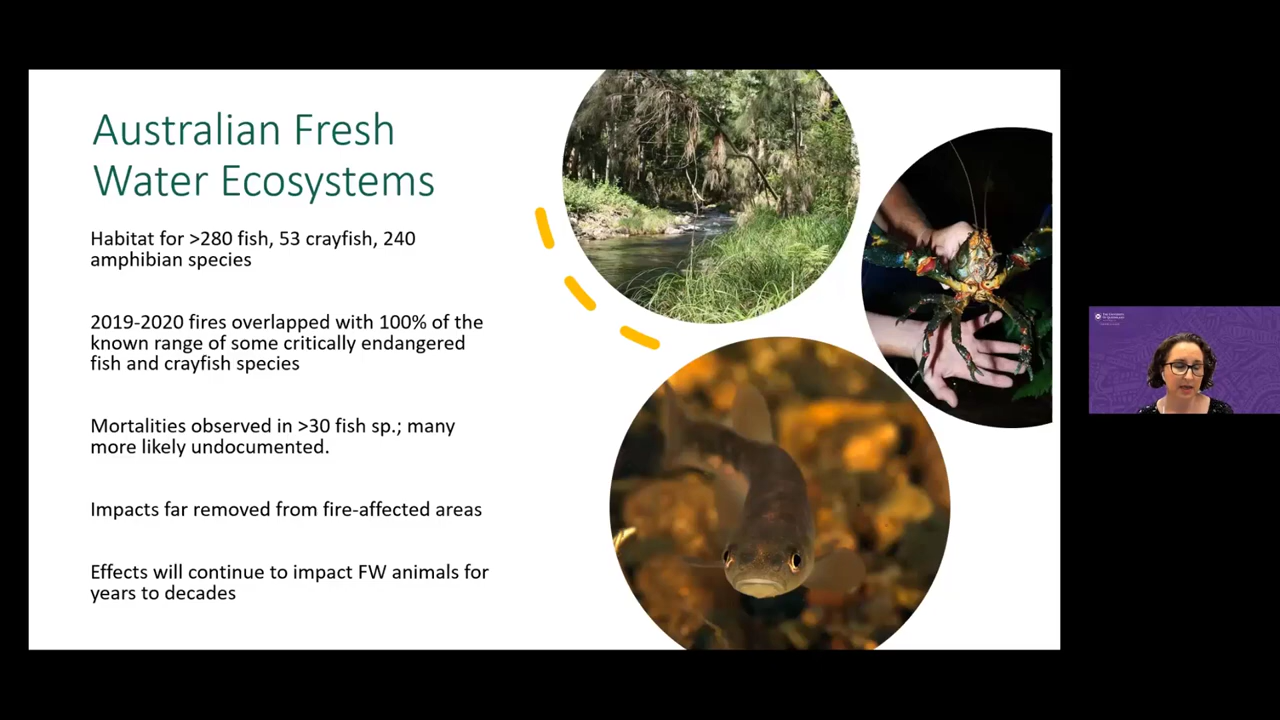 Australian Fresh
Water Ecosystems
Habitat for >280 fish, 53 crayfish, 240
amphibian species
2019-2020 fires overlapped with 100% of the
known range of some critically endangered
fish and crayfish species
Mortalities observed in >30 fish sp.; many
more likely undocumented.
Impacts far removed from fire-affected areas
Effects will continue to impact FW animals for
years to decades